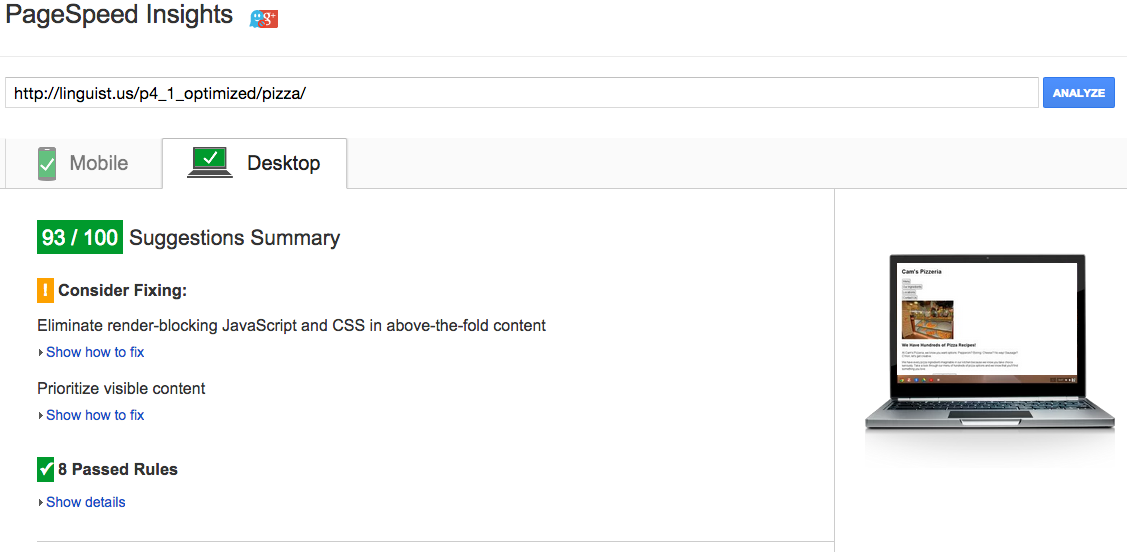 PageSpeed Insights
g+
http://linguist.us/p4_1_optimized/pizza/
ANALYZE
Mobile
Desktop
93 / 100 Suggestions Summary
! Consider Fixing:
Eliminate render-blocking JavaScript and CSS in above-the-fold content
Show how to fix
Prioritize visible content
Show how to fix
8 Passed Rules
Show details
Cam's Pizzeria
We Have Hundreds of Pizza Recipes!